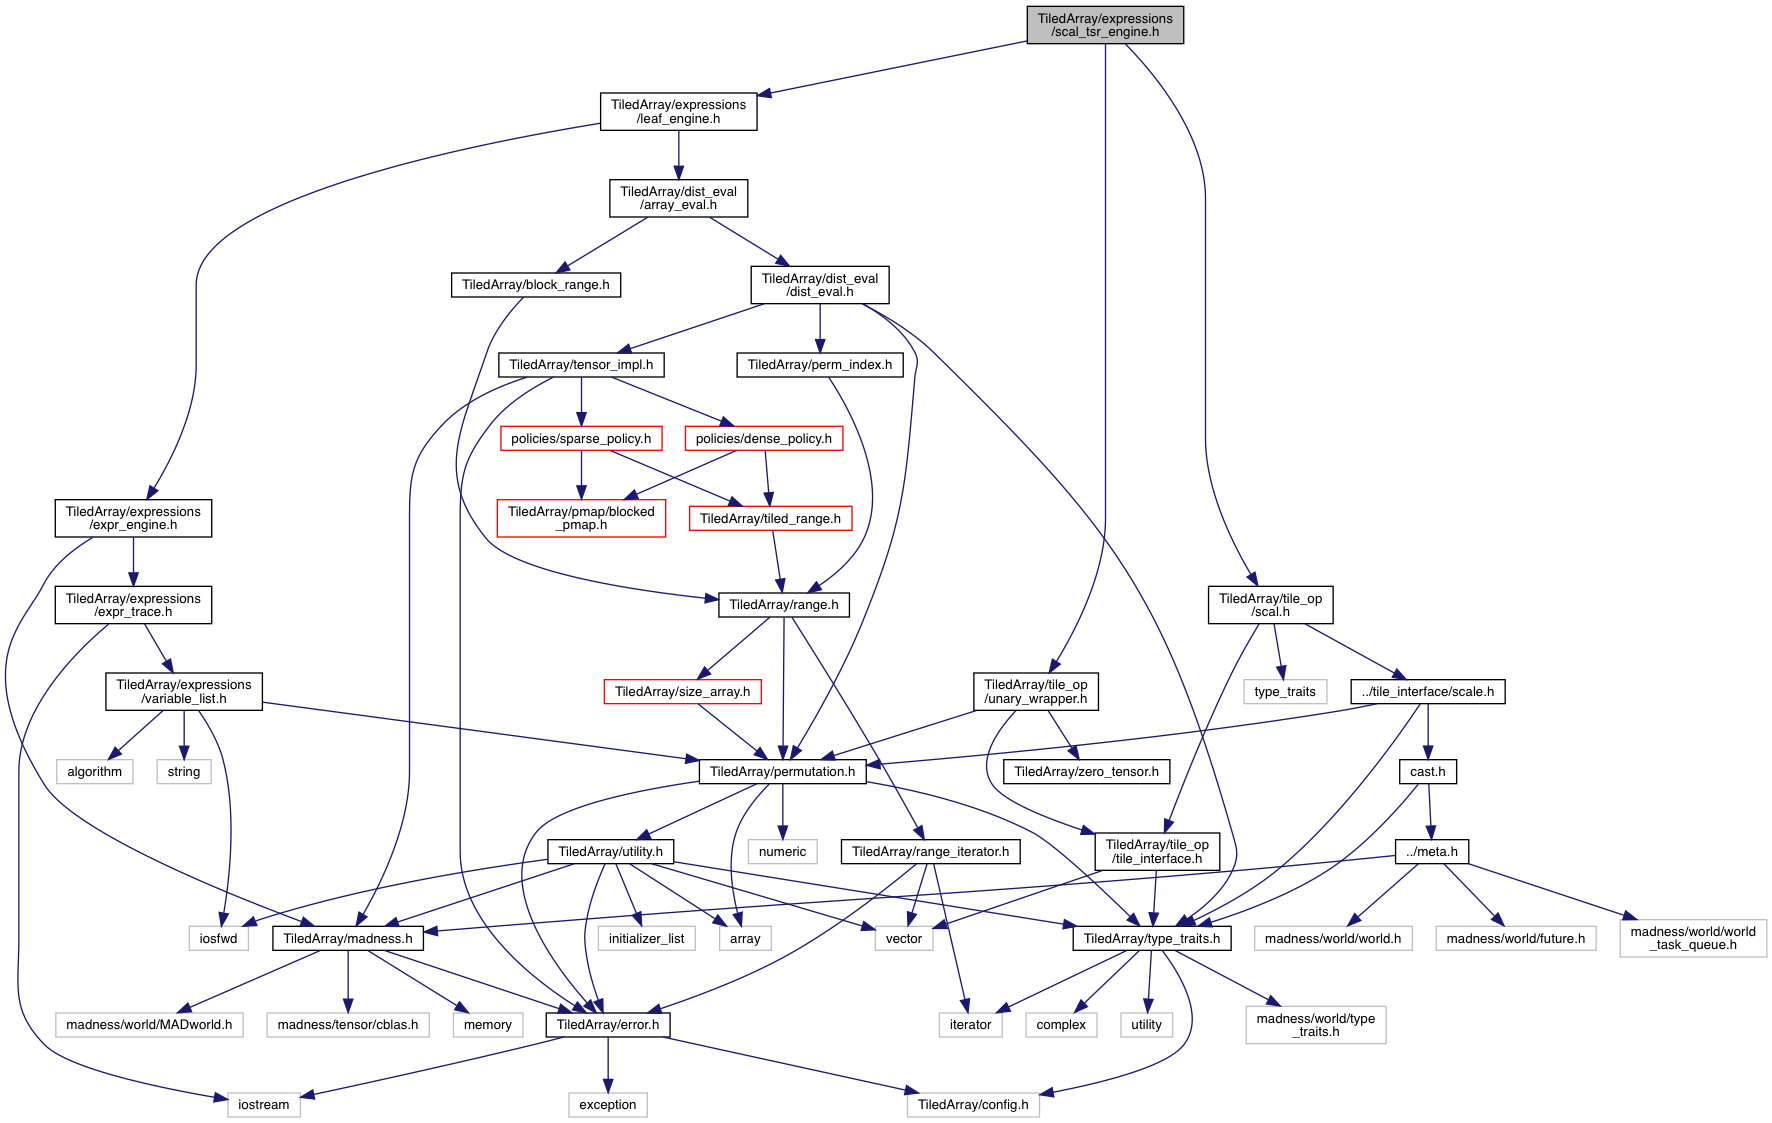 TiledArray/expressions
/scal_tsr_engine.h
TiledArray/expressions
/leaf_engine.h
TiledArray/dist_eval
/array_eval.h
TiledArray/block_range.h
TiledArray/dist_eval
/dist_eval.h
TiledArray/tensor_impl.h
TiledArray/perm_index.h
policies/sparse_policy.h
policies/dense_policy.h
TiledArray/expressions
/expr_engine.h
TiledArray/pmap/blocked
_pmap.h
TiledArray/tiled_range.h
TiledArray/expressions
/expr_trace.h
TiledArray/range.h
TiledArray/tile_op
/scal.h
TiledArray/expressions
/variable_list.h
TiledArray/size_array.h
TiledArray/tile_op
/unary_wrapper.h
type_traits
../tile_interface/scale.h
algorithm
string
TiledArray/permutation.h
TiledArray/zero_tensor.h
cast.h
TiledArray/utility.h
numeric
TiledArray/range_iterator.h
TiledArray/tile_op
/tile_interface.h
../meta.h
iosfwd
TiledArray/madness.h
initializer_list
array
vector
TiledArray/type_traits.h
madness/world/world.h
madness/world/future.h
madness/world/world
_task_queue.h
madness/world/MADworld.h
madness/tensor/cblas.h
memory
TiledArray/error.h
iterator
complex
utility
madness/world/type
_traits.h
iostream
exception
TiledArray/config.h